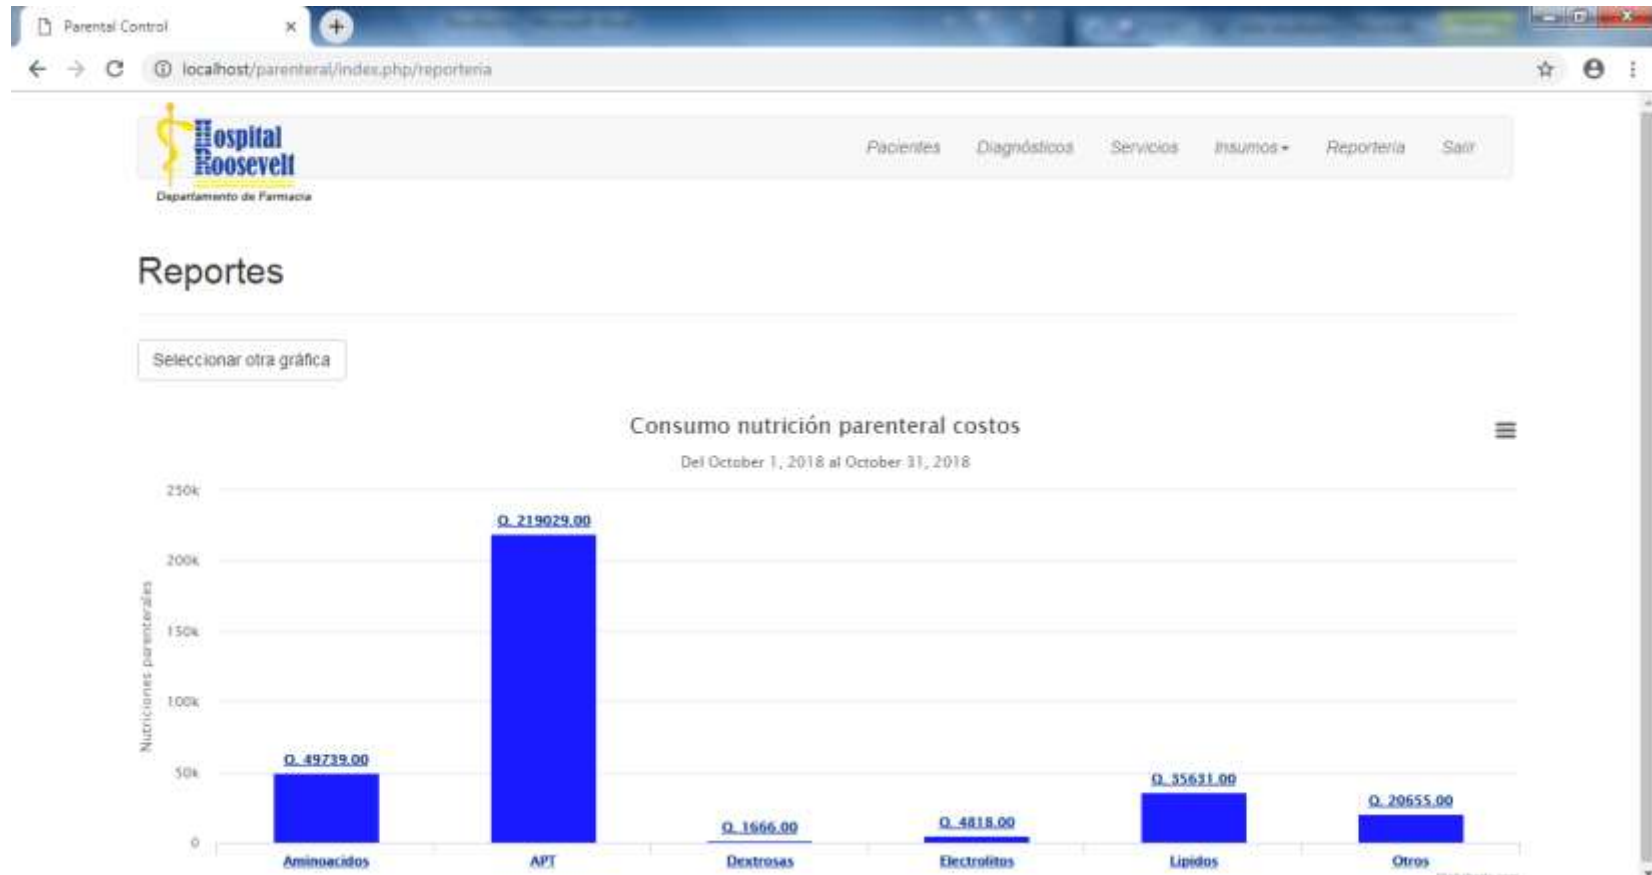 Parental Control
localhost/parenteral/index.php/reporteria
Hospital
Roosevelt
Departamento de Farmacia
Pacientes Diagnósticos Servicios Insumos Reportería Salir
Reportes
Seleccionar otra gráfica
Consumo nutrición parenteral costos
Del October 1, 2018 al October 31, 2018
Nutriciones parenterales
250k
200k
150k
100k
50k
0
Q. 49739.00
Q. 219029.00
Q. 1666.00
Q. 4818.00
Q. 35631.00
Q. 20655.00
Aminoacidos APT Dextrosas Electrolitos Lipidos Otros